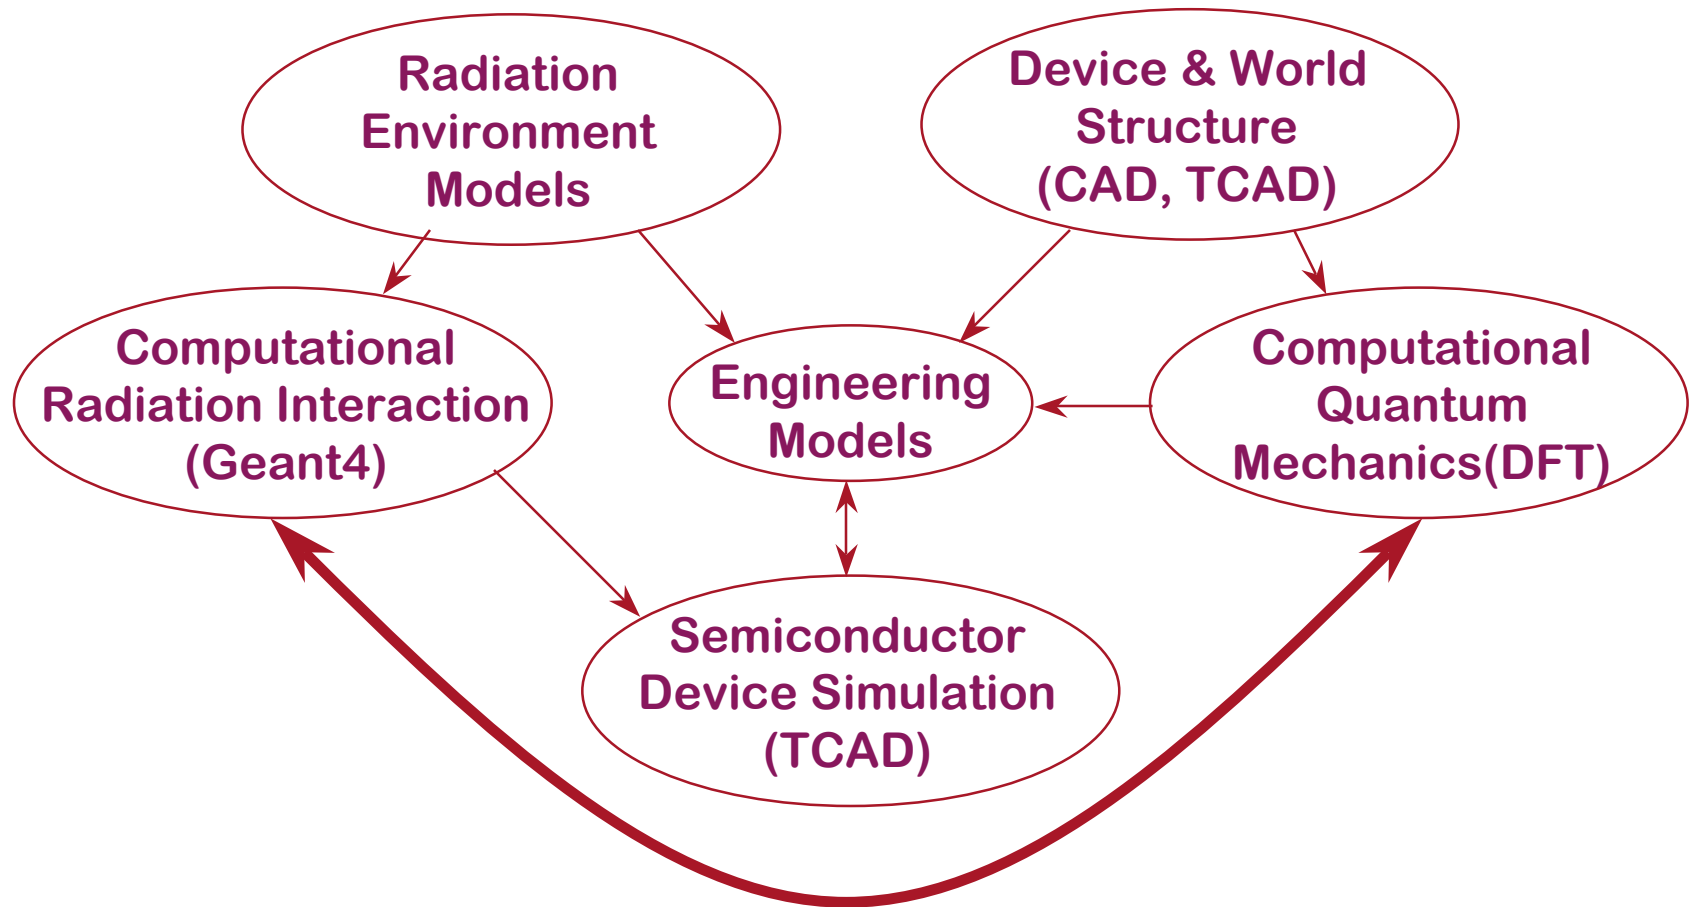 Radiation
Environment
Models
Device & World
Structure
(CAD, TCAD)
Computational
Radiation Interaction
(Geant4)
Engineering
Models
Computational
Quantum
Mechanics(DFT)
Semiconductor
Device Simulation
(TCAD)